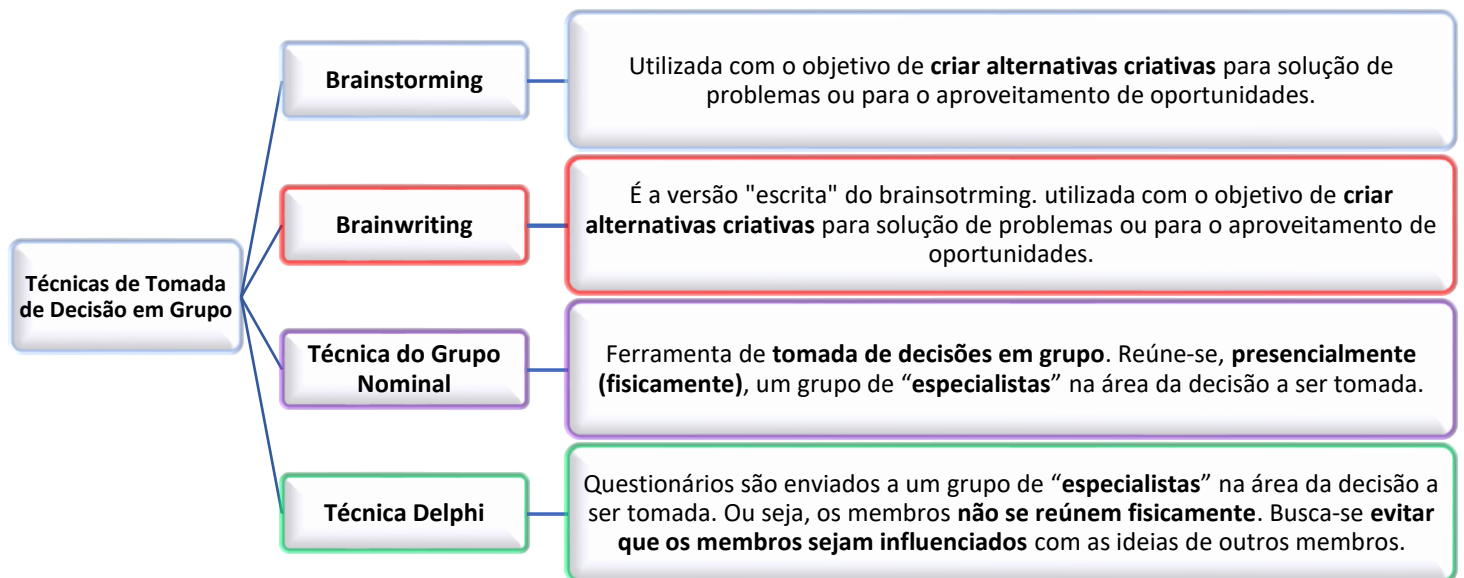 Técnicas de Tomada
de Decisão em Grupo
Brainstorming
Utilizada com o objetivo de criar alternativas criativas para solução de
problemas ou para o aproveitamento de oportunidades.
Brainwriting
É a versão "escrita" do brainsotrming. utilizada com o objetivo de criar
alternativas criativas para solução de problemas ou para o aproveitamento de
oportunidades.
Técnica do Grupo
Nominal
Ferramenta de tomada de decisões em grupo. Reúne-se, presencialmente
(fisicamente), um grupo de “especialistas” na área da decisão a ser tomada.
Técnica Delphi
Questionários são enviados a um grupo de “especialistas” na área da decisão a
ser tomada. Ou seja, os membros não se reúnem fisicamente. Busca-se evitar
que os membros sejam influenciados com as ideias de outros membros.